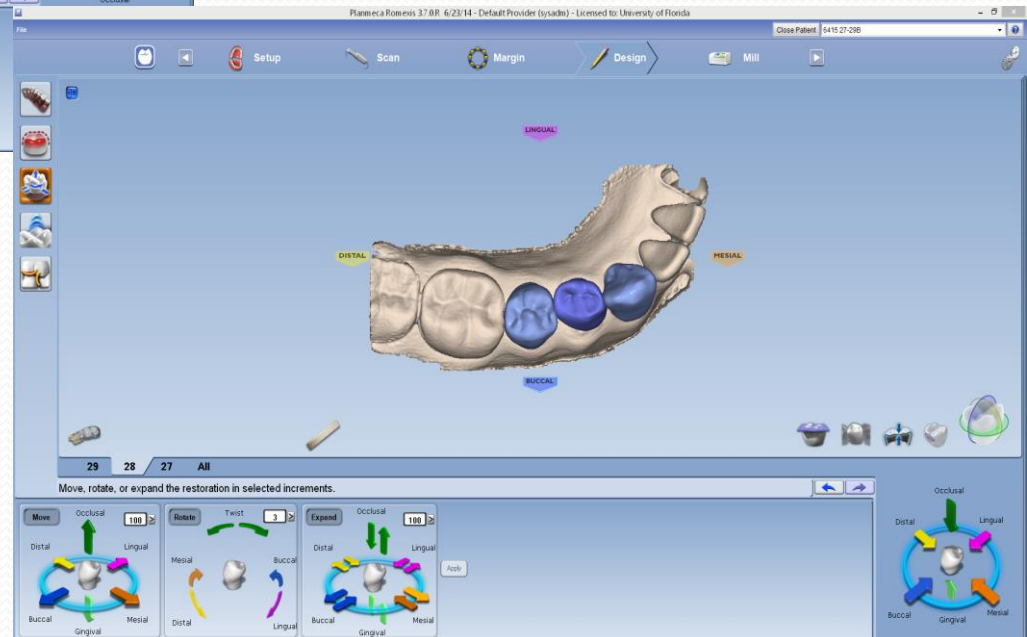 Occlusal
Planmeca Romexis 3.7.0.R 6/23/14 - Default Provider (sysadm) - Licensed to: University of Florida
File
Close Patient 6415 27-29B
Setup Scan Margin Design Mill
LINGUAL
DISTAL
MESIAL
BUCCAL
29 28 27 All
Move, rotate, or expand the restoration in selected increments.
Move
Occlusal
100
Distal
Lingual
Buccal
Mesial
Gingival
Rotate
Twist
3
Mesial
Buccal
Distal
Lingual
Expand
Occlusal
100
Distal
Lingual
Buccal
Mesial
Gingival
Apply
Occlusal
Distal
Lingual
Buccal
Mesial
Gingival